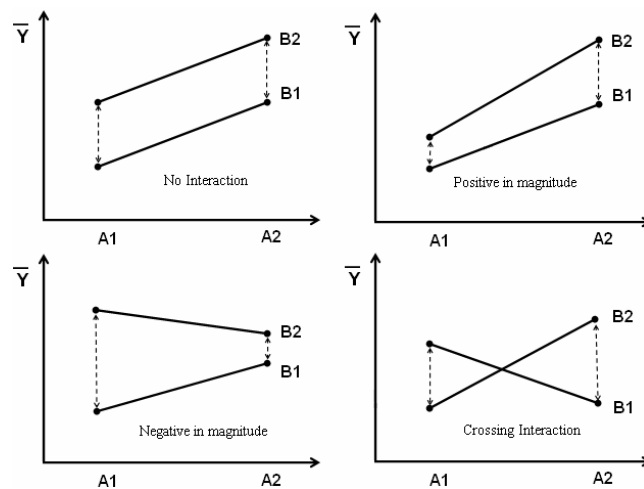 Y
B2
B1
No Interaction
A1 A2
Y
B2
B1
Positive in magnitude
A1 A2
Y
B2
B1
Negative in magnitude
A1 A2
Y
B2
B1
Crossing Interaction
A1 A2